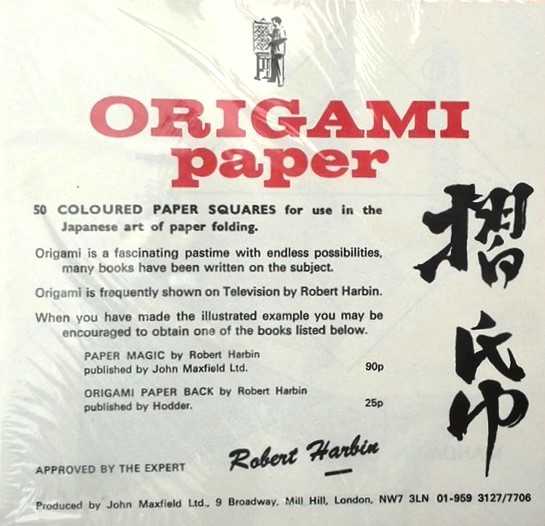 ORIGAMI
paper
50 COLOURED PAPER SQUARES for use in the
Japanese art of paper folding.
Origami is a fascinating pastime with endless possibilities,
many books have been written on the subject.
Origami is frequently shown on Television by Robert Harbin.
When you have made the illustrated example you may be
encouraged to obtain one of the books listed below.
PAPER MAGIC by Robert Harbin
published by John Maxfield Ltd. 90p
ORIGAMI PAPER BACK by Robert Harbin
published by Hodder. 25p
摺帋
APPROVED BY THE EXPERT Robert Harbin
Produced by John Maxfield Ltd., 9 Broadway, Mill Hill, London, NW7 3LN 01-959 3127/7706